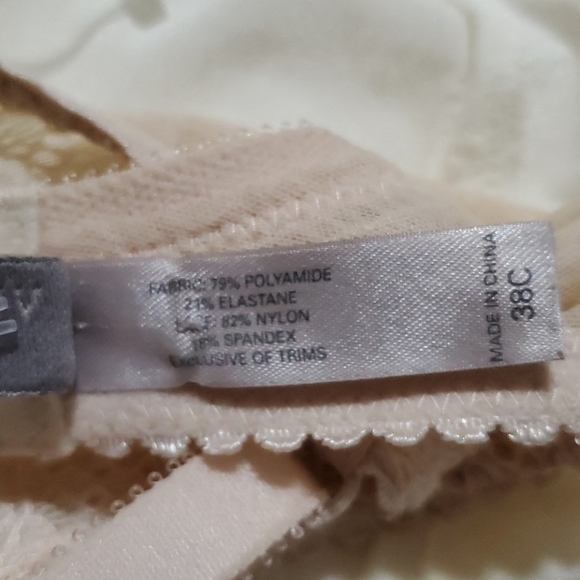 FABRIC: 79% POLYAMIDE
21% ELASTANE
82% NYLON
18% SPANDEX
EXCLUSIVE OF TRIMS
MADE IN CHINA
38C